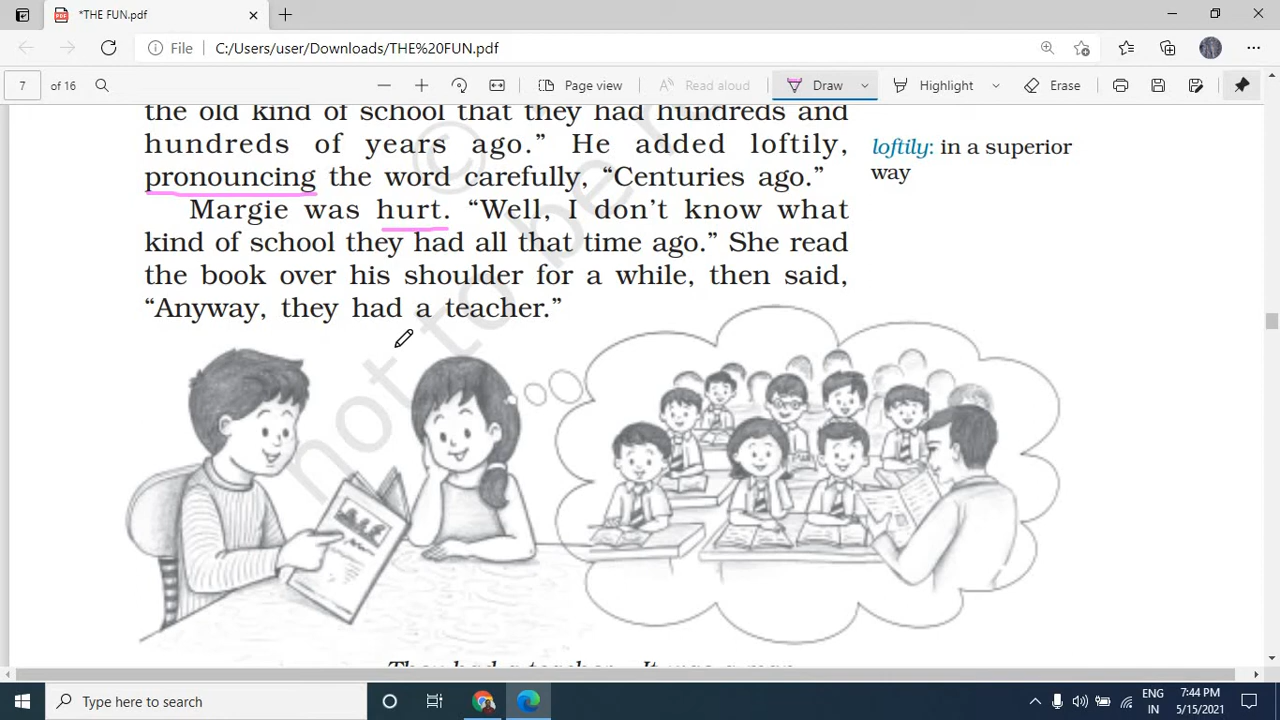 *THE FUN.pdf
File C:/Users/user/Downloads/THE%20FUN.pdf
7 of 16 Page view Read aloud Draw Highlight Erase
the old kind of school that they had hundreds and
hundreds of years ago.” He added loftily,
pronouncing the word carefully, “Centuries ago.”
Margie was hurt. “Well, I don’t know what
kind of school they had all that time ago.” She read
the book over his shoulder for a while, then said,
“Anyway, they had a teacher.”
loftily: in a superior
way
© not to be r
Type here to search
ENG
IN
7:44 PM
5/15/2021